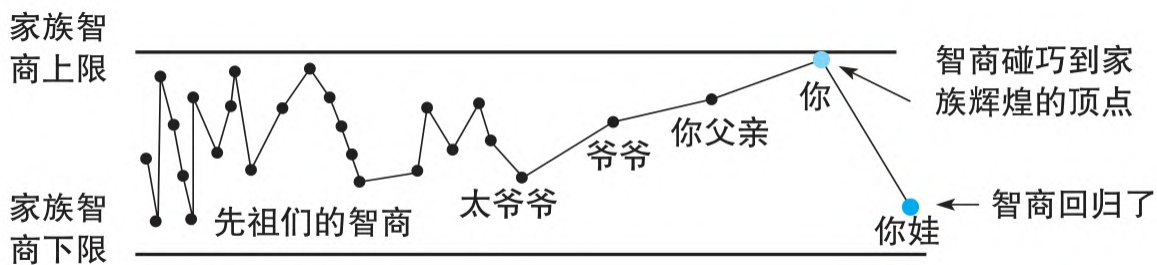 家族智
商上限
智商碰巧到家
族辉煌的顶点
你
你父亲
爷爷
太爷爷
先祖们的智商
家族智
商下限
智商回归了
你娃